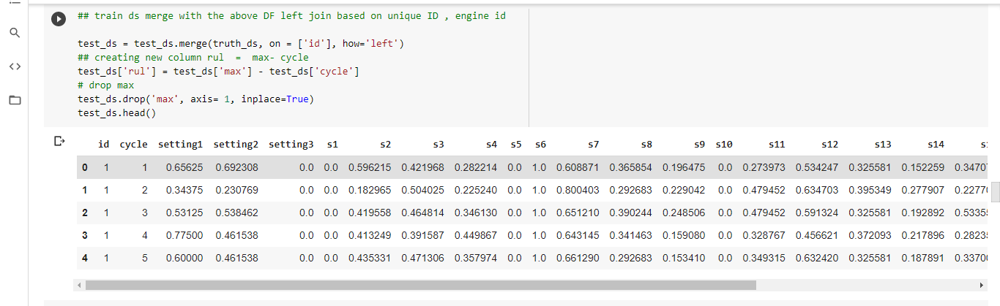 ## train ds merge with the above DF left join based on unique ID , engine id
test_ds = test_ds.merge(truth_ds, on = ['id'], how='left')
## creating new column rul  =  max- cycle
test_ds['rul'] = test_ds['max'] - test_ds['cycle']
# drop max
test_ds.drop('max', axis= 1, inplace=True)
test_ds.head()
id cycle setting1 setting2 setting3 s1 s2 s3 s4 s5 s6 s7 s8 s9 s10 s11 s12 s13 s14
0 1 1 0.65625 0.692308 0.0 0.0 0.596215 0.421968 0.282214 0.0 1.0 0.608871 0.365854 0.196475 0.0 0.273973 0.534247 0.325581 0.152259 0.3470
1 1 2 0.34375 0.230769 0.0 0.0 0.182965 0.504025 0.225240 0.0 1.0 0.800403 0.292683 0.229042 0.0 0.479452 0.634703 0.395349 0.277907 0.2277
2 1 3 0.53125 0.538462 0.0 0.0 0.419558 0.464814 0.346130 0.0 1.0 0.651210 0.390244 0.248506 0.0 0.479452 0.591324 0.325581 0.192892 0.5335
3 1 4 0.77500 0.461538 0.0 0.0 0.413249 0.391587 0.449867 0.0 1.0 0.643145 0.341463 0.159080 0.0 0.328767 0.456621 0.372093 0.217896 0.2823
4 1 5 0.60000 0.461538 0.0 0.0 0.435331 0.471306 0.357974 0.0 1.0 0.661290 0.292683 0.153410 0.0 0.349315 0.632420 0.325581 0.187891 0.3370